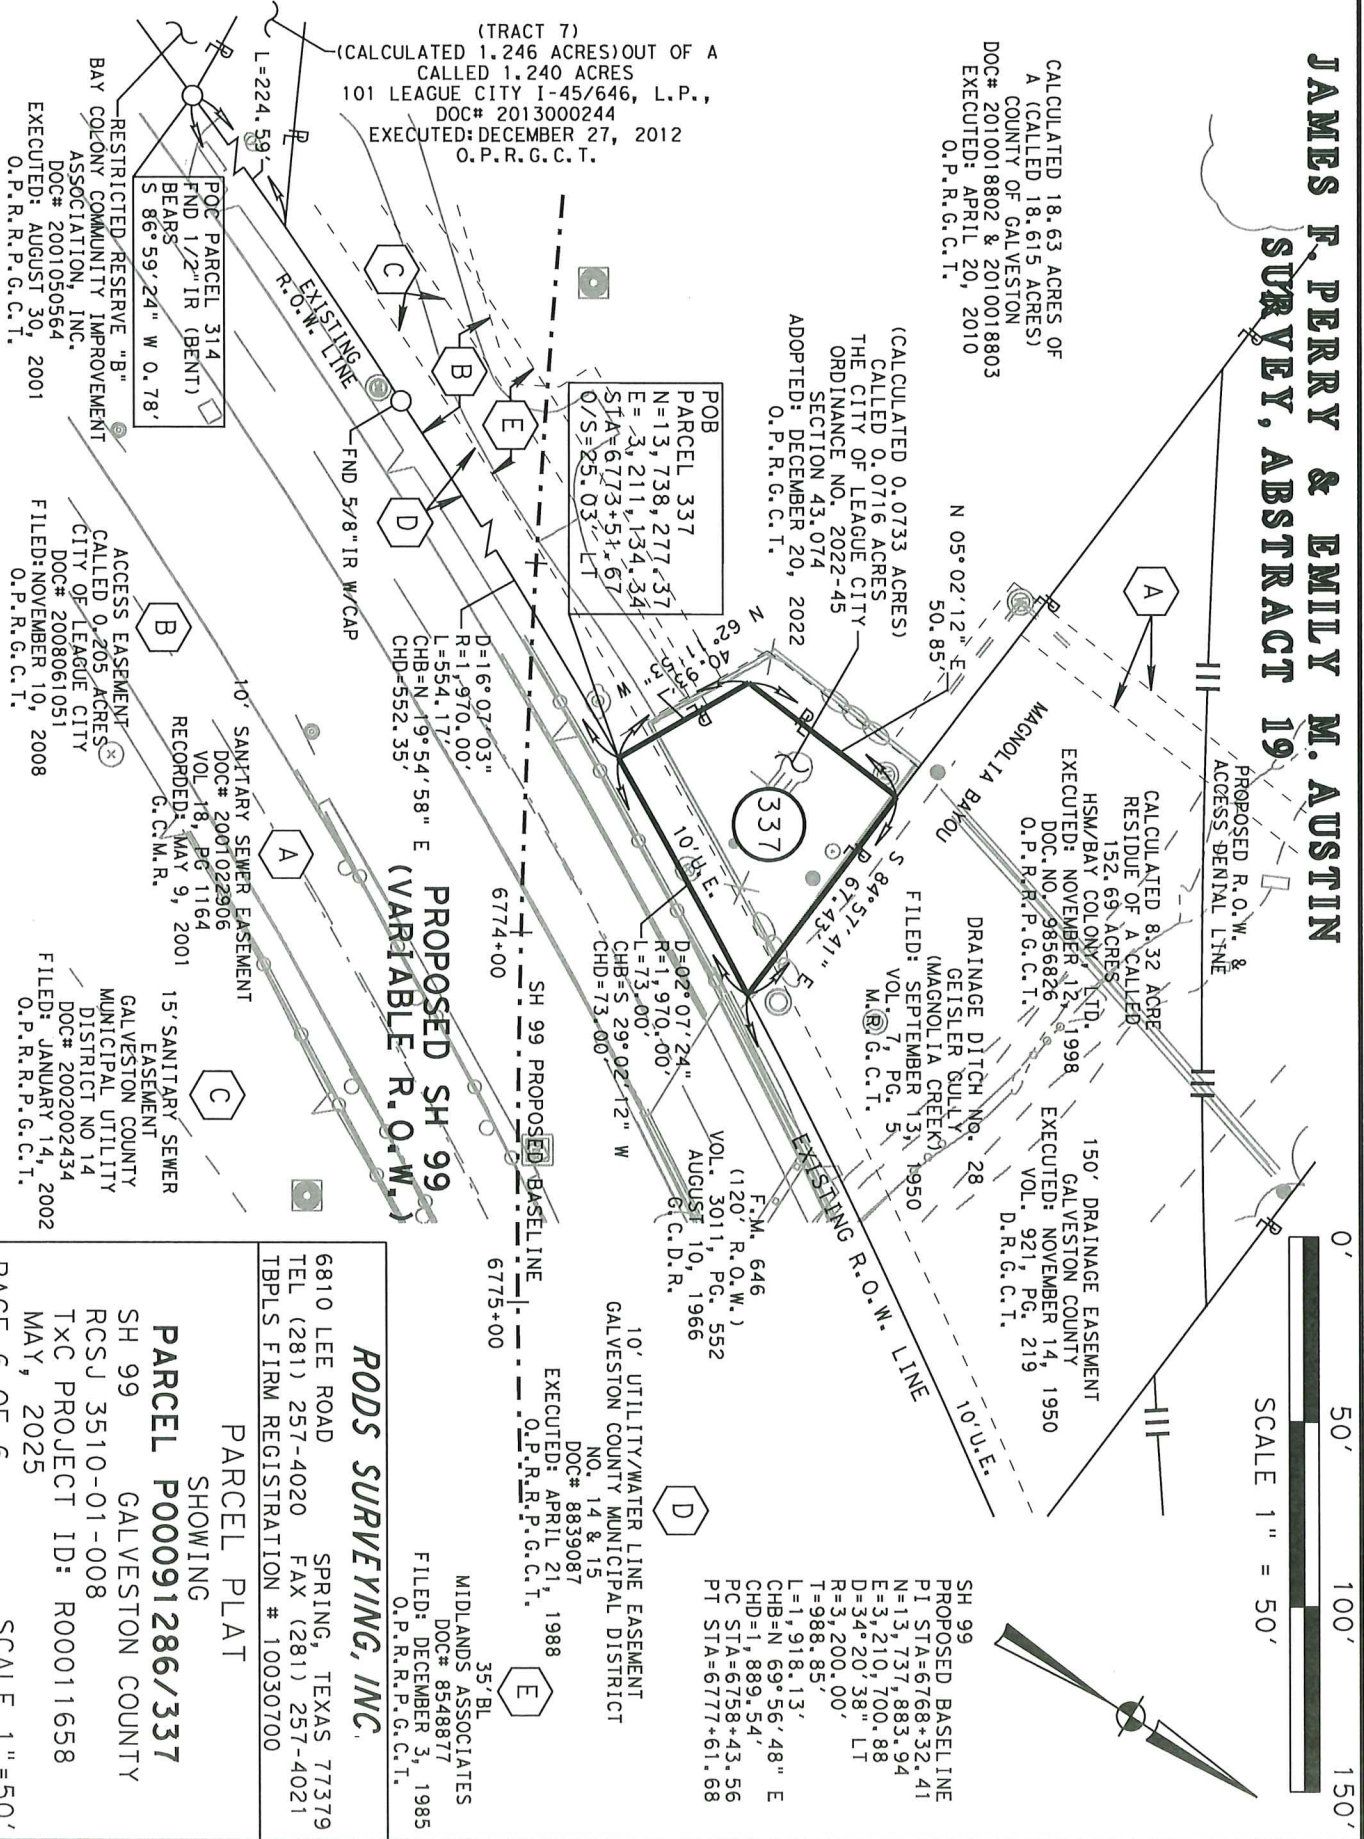 JAMES F. PERRY & EMILY M. AUSTIN
SURVEY, ABSTRACT 19
0' 50' 100' 150'
SCALE 1" = 50'
CALCULATED 18.63 ACRES OF
A (CALLED 18.615 ACRES)
COUNTY OF GALVESTON
DOC# 2010018802 & 2010018803
EXECUTED: APRIL 20, 2010
O.P.R.G.C.T.
A
PROPOSED R.O.W. &
ACCESS DENIAL LINE
CALCULATED 8.32 ACRE
RESIDUE OF A CALLED
152.69 ACRES
HSM/BAY COLONY, LTD.
EXECUTED: NOVEMBER 12, 1998
DOC.NO. 9856826
O.P.R.R.P.G.C.T.
MAGNOLIA BAYOU
150' DRAINAGE EASEMENT
GALVESTON COUNTY
EXECUTED: NOVEMBER 14, 1950
VOL. 921, PG. 219
D.R.G.C.T.
DRAINAGE DITCH NO. 28
GEISLER GULLY
(MAGNOLIA CREEK)
FILED: SEPTEMBER 13, 1950
VOL. 7, PG. 5
M.R.G.C.T.
N 05°02'12" E
50.85'
(CALCULATED 0.0733 ACRES)
CALLED 0.0716 ACRES
THE CITY OF LEAGUE CITY
ORDINANCE NO. 2022-45
SECTION 43.074
ADOPTED: DECEMBER 20, 2022
O.P.R.G.C.T.
S 84°57'41" E
67.43'
N 62°11'53" W
40.93'
337
10' U.E.
POB
PARCEL 337
N=13,738,277.37
E= 3,211,134.34
STA=6773+51.67
O/S=25.03' LT
D=02°07'24"
R=1,970.00'
L=73.00'
CHB=S 29°02'12" W
CHD=73.00'
EXISTING R.O.W. LINE
10'U.E.
F.M. 646
(120' R.O.W.)
VOL. 3011, PG. 552
AUGUST 10, 1966
G.C.D.R.
(TRACT 7)
(CALCULATED 1.246 ACRES)OUT OF A
CALLED 1.240 ACRES
101 LEAGUE CITY I-45/646, L.P.,
DOC# 2013000244
EXECUTED:DECEMBER 27, 2012
O.P.R.G.C.T.
L=224.59'
C
B
E
D
EXISTING
R.O.W. LINE
FND 5/8"IR W/CAP
D=16°07'03"
R=1,970.00'
L=554.17'
CHB=N 19°54'58" E
CHD=552.35'
6774+00
SH 99 PROPOSED BASELINE
6775+00
PROPOSED SH 99
(VARIABLE R.O.W.)
POC PARCEL 314
FND 1/2"IR (BENT)
BEARS
S 86°59'24" W 0.78'
RESTRICTED RESERVE "B"
BAY COLONY COMMUNITY IMPROVEMENT
ASSOCIATION, INC.
DOC# 2001050564
EXECUTED: AUGUST 30, 2001
O.P.R.R.P.G.C.T.
B
ACCESS EASEMENT
CALLED 0.205 ACRES
CITY OF LEAGUE CITY
DOC# 2008061051
FILED:NOVEMBER 10, 2008
O.P.R.G.C.T.
A
10' SANITARY SEWER EASEMENT
DOC# 2001022906
VOL 18, PG 1164
RECORDED: MAY 9, 2001
G.C.M.R.
C
15'SANITARY SEWER
EASEMENT
GALVESTON COUNTY
MUNICIPAL UTILITY
DISTRICT NO 14
DOC# 2002002434
FILED: JANUARY 14, 2002
O.P.R.R.P.G.C.T.
D
10' UTILITY/WATER LINE EASEMENT
GALVESTON COUNTY MUNICIPAL DISTRICT
NO. 14 & 15
DOC# 8839087
EXECUTED: APRIL 21, 1988
O.P.R.R.P.G.C.T.
E
35'BL
MIDLANDS ASSOCIATES
DOC# 8548877
FILED: DECEMBER 3, 1985
O.P.R.R.P.G.C.T.
SH 99
PROPOSED BASELINE
PI STA=6768+32.41
N=13,737,883.94
E=3,210,700.88
D=34°20'38" LT
R=3,200.00'
T=988.85'
L=1,918.13'
CHB=N 69°56'48" E
CHD=1,889.54'
PC STA=6758+43.56
PT STA=6777+61.68
RODS SURVEYING, INC.
6810 LEE ROAD SPRING, TEXAS 77379
TEL (281) 257-4020 FAX (281) 257-4021
TBPLS FIRM REGISTRATION # 10030700
PARCEL PLAT
SHOWING
PARCEL P00091286/337
SH 99 GALVESTON COUNTY
RCSJ 3510-01-008
TxC PROJECT ID: R00011658
MAY, 2025
PAGE 6 OF 6 SCALE 1"=50'